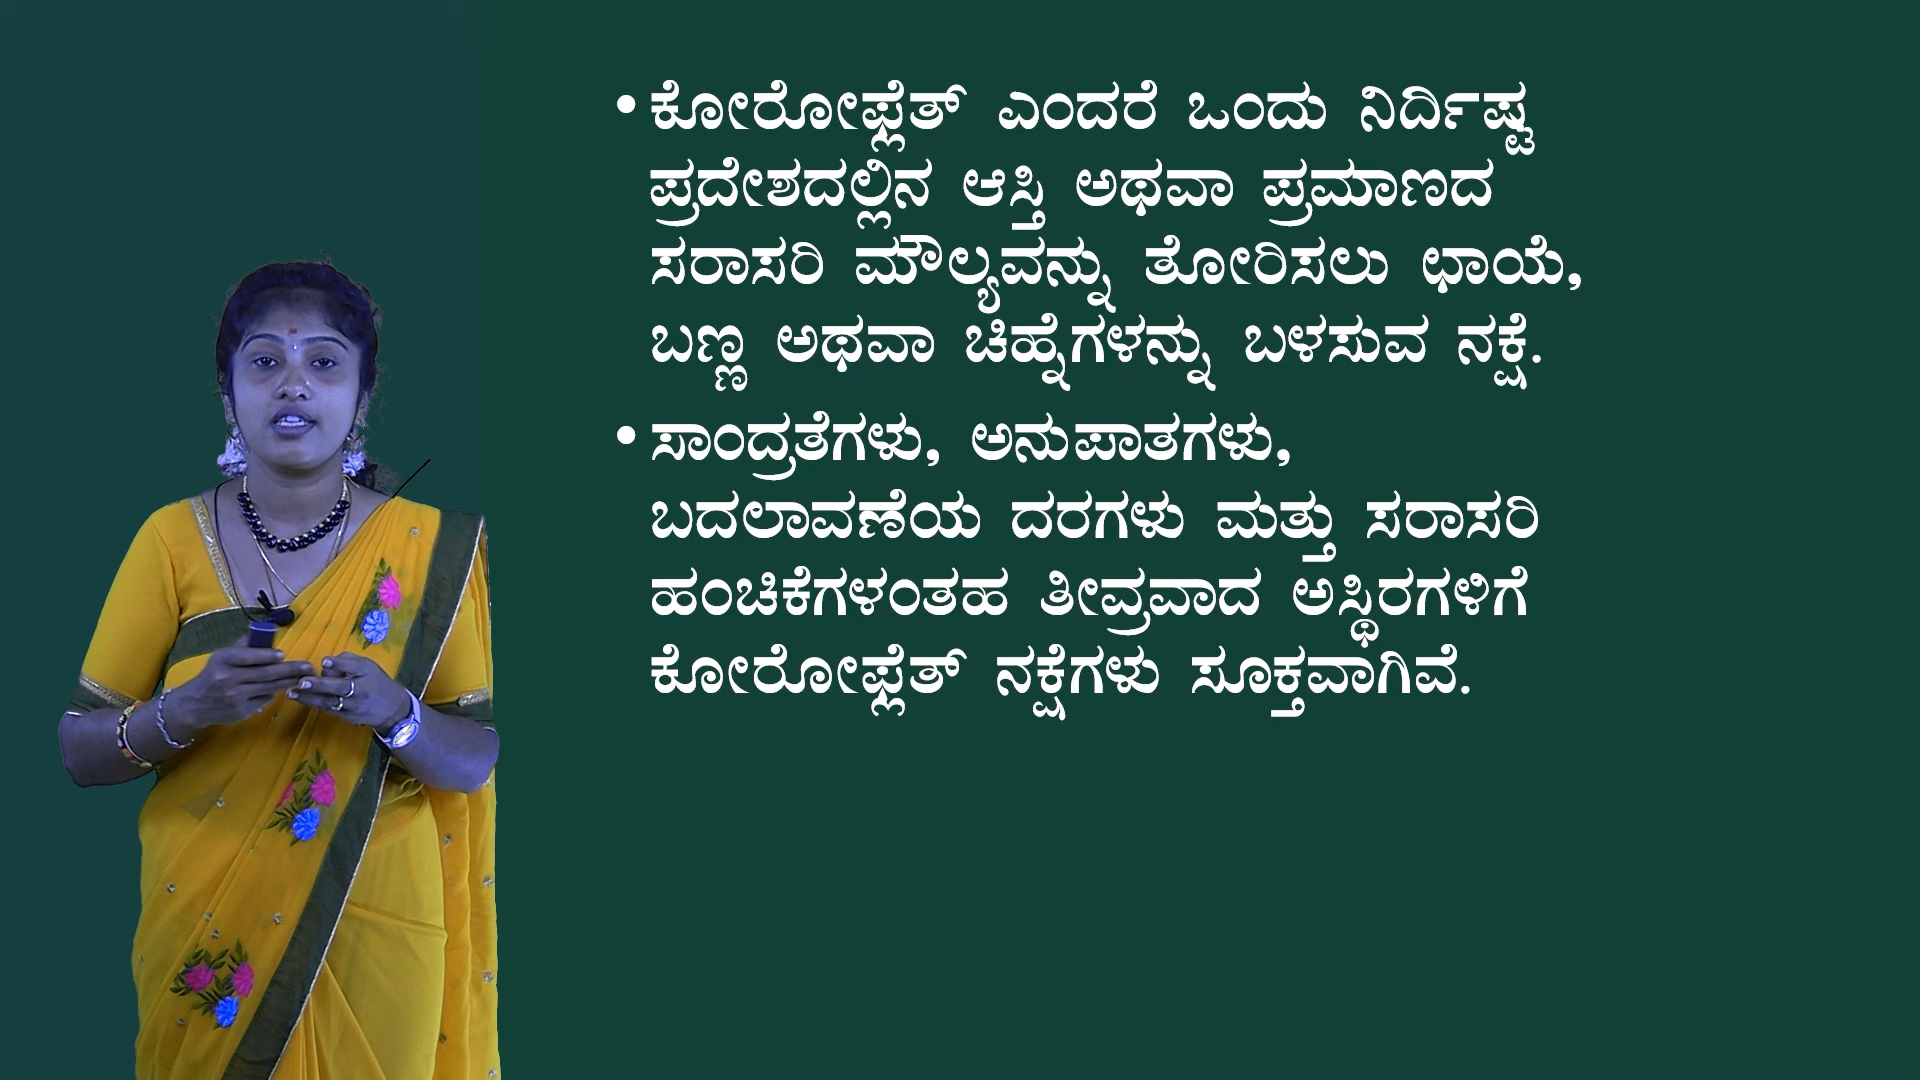 • ಕೋರೋಪ್ಲೆತ್ ಎಂದರೆ ಒಂದು ನಿರ್ದಿಷ್ಟ
ಪ್ರದೇಶದಲ್ಲಿನ ಆಸ್ತಿ ಅಥವಾ ಪ್ರಮಾಣದ
ಸರಾಸರಿ ಮೌಲ್ಯವನ್ನು ತೋರಿಸಲು ಛಾಯೆ,
ಬಣ್ಣ ಅಥವಾ ಚಿಹ್ನೆಗಳನ್ನು ಬಳಸುವ ನಕ್ಷೆ.
• ಸಾಂದ್ರತೆಗಳು, ಅನುಪಾತಗಳು,
ಬದಲಾವಣೆಯ ದರಗಳು ಮತ್ತು ಸರಾಸರಿ
ಹಂಚಿಕೆಗಳಂತಹ ತೀವ್ರವಾದ ಅಸ್ಥಿರಗಳಿಗೆ
ಕೋರೋಪ್ಲೆತ್ ನಕ್ಷೆಗಳು ಸೂಕ್ತವಾಗಿವೆ.